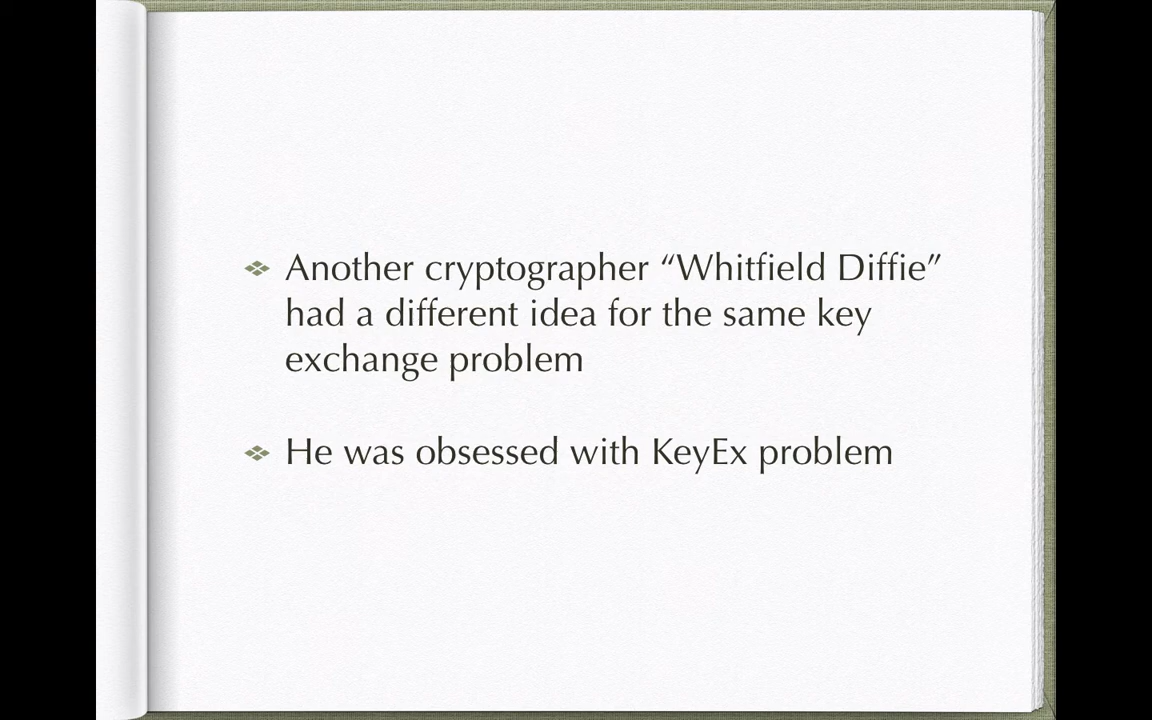 Another cryptographer “Whitfield Diffie”
had a different idea for the same key
exchange problem
He was obsessed with KeyEx problem